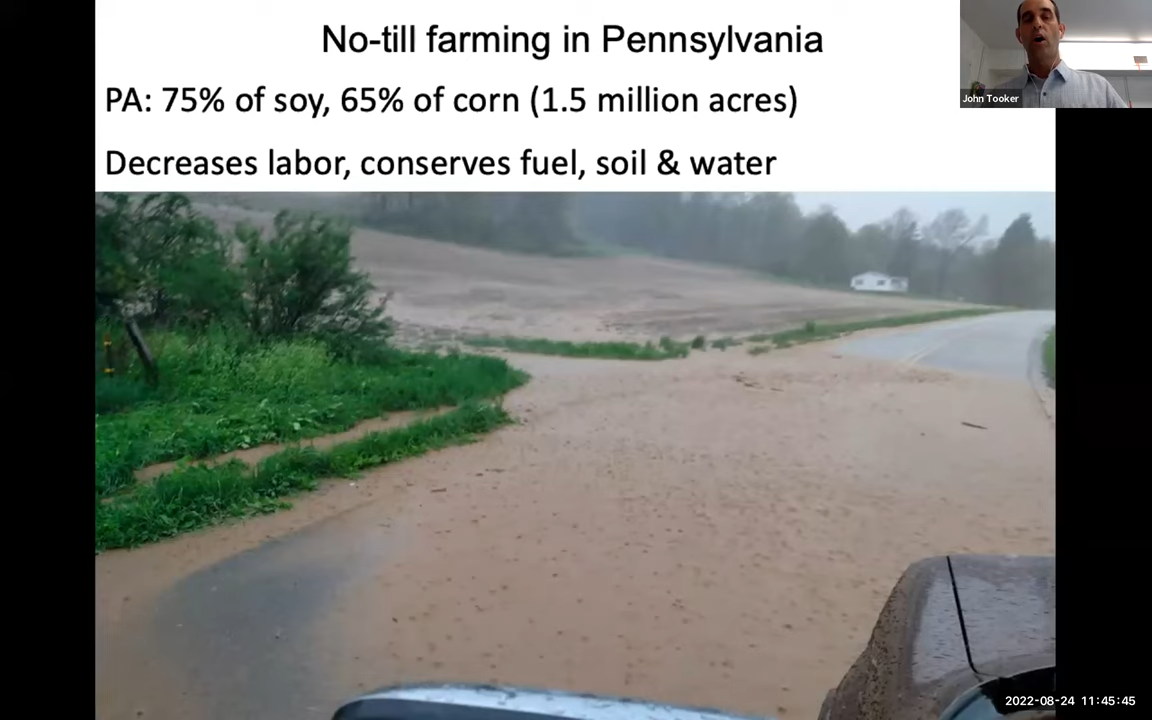 No-till farming in Pennsylvania
PA: 75% of soy, 65% of corn (1.5 million acres)
Decreases labor, conserves fuel, soil & water
John Tooker
2022-08-24 11:45:45